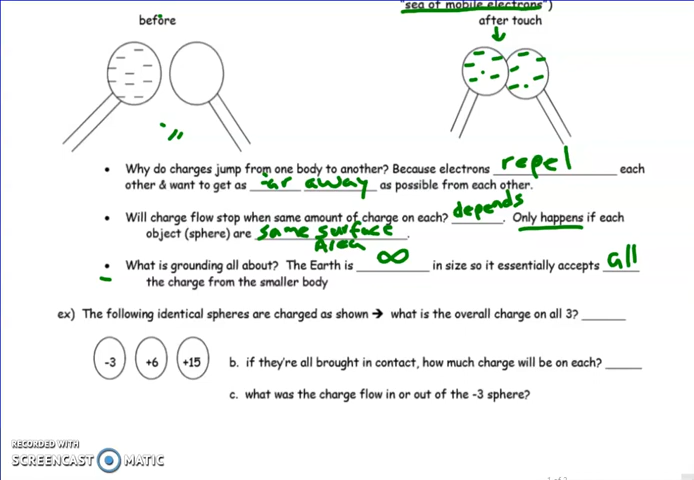 "sea of mobile electrons")
before
after touch
• Why do charges jump from one body to another? Because electrons repel each
other & want to get as far away as possible from each other.
• Will charge flow stop when same amount of charge on each? depends. Only happens if each
object (sphere) are same surface Area.
• What is grounding all about? The Earth is ∞ in size so it essentially accepts all
the charge from the smaller body
ex) The following identical spheres are charged as shown → what is the overall charge on all 3? ______
-3 +6 +15 b. if they're all brought in contact, how much charge will be on each? ______
c. what was the charge flow in or out of the -3 sphere?
RECORDED WITH
SCREENCAST MATIC